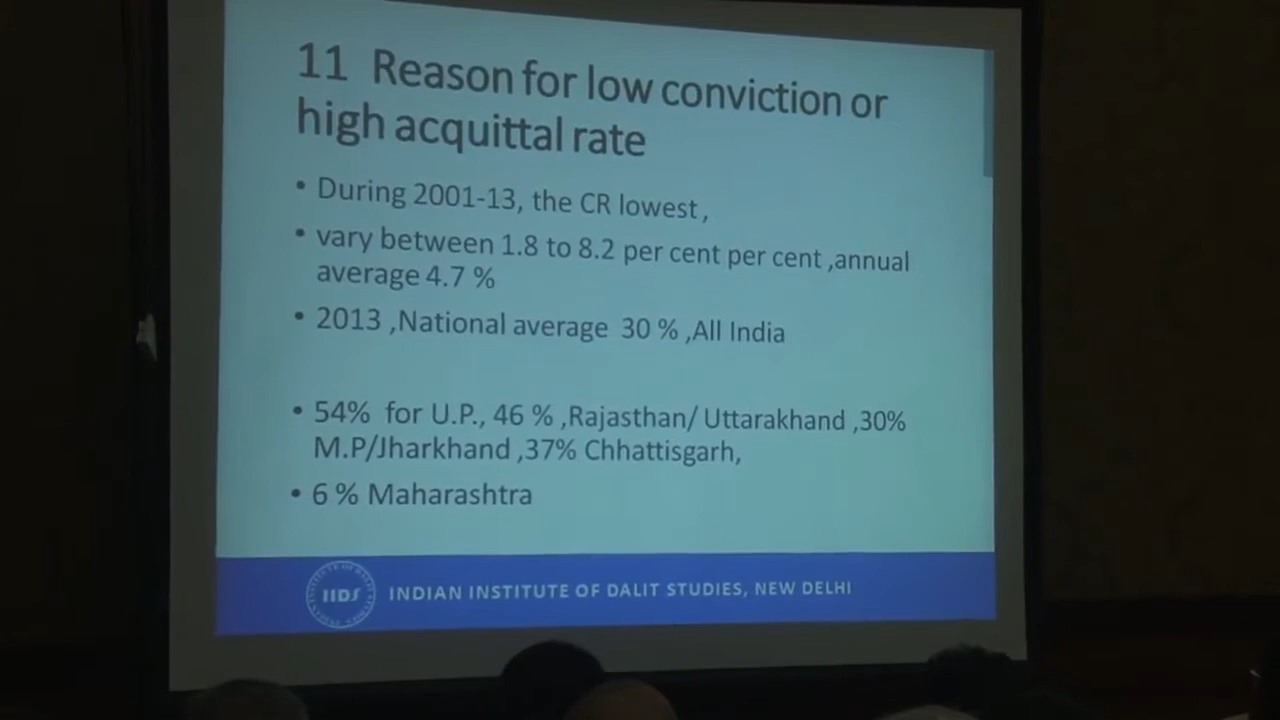 11 Reason for low conviction or
high acquittal rate
• During 2001-13, the CR lowest ,
• vary between 1.8 to 8.2 per cent per cent ,annual
average 4.7 %
• 2013 ,National average 30 % ,All India
• 54% for U.P., 46 % ,Rajasthan/ Uttarakhand ,30%
M.P/Jharkhand ,37% Chhattisgarh,
• 6 % Maharashtra
IIDS
INDIAN INSTITUTE OF DALIT STUDIES, NEW DELHI